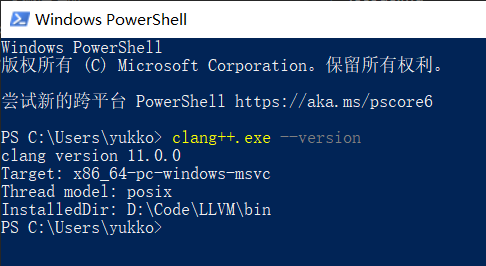 Windows PowerShell
Windows PowerShell
版权所有 (C) Microsoft Corporation。保留所有权利。
尝试新的跨平台 PowerShell https://aka.ms/pscore6
PS C:\Users\yukko> clang++.exe --version
clang version 11.0.0
Target: x86_64-pc-windows-msvc
Thread model: posix
InstalledDir: D:\Code\LLVM\bin
PS C:\Users\yukko>